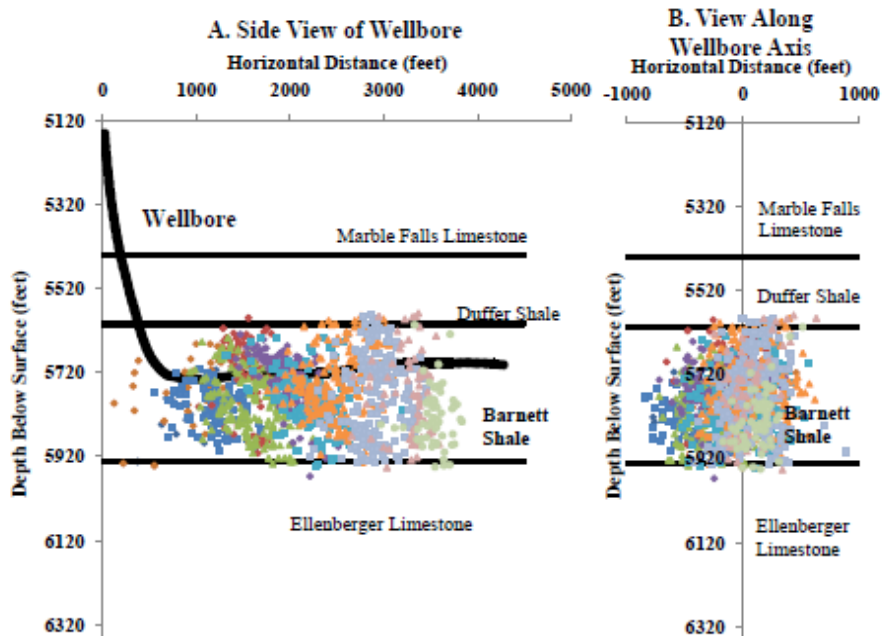 A. Side View of Wellbore
Horizontal Distance (feet)
0 1000 2000 3000 4000 5000
Depth Below Surface (feet)
5120
5320
5520
5720
5920
6120
6320
Wellbore
Marble Falls Limestone
Duffer Shale
Barnett
Shale
Ellenberger Limestone
B. View Along
Wellbore Axis
Horizontal Distance (feet)
-1000 0 1000
Depth Below Surface (feet)
5120
5320
5520
5720
5920
6120
6320
Marble Falls
Limestone
Duffer Shale
Barnett
Shale
Ellenberger
Limestone